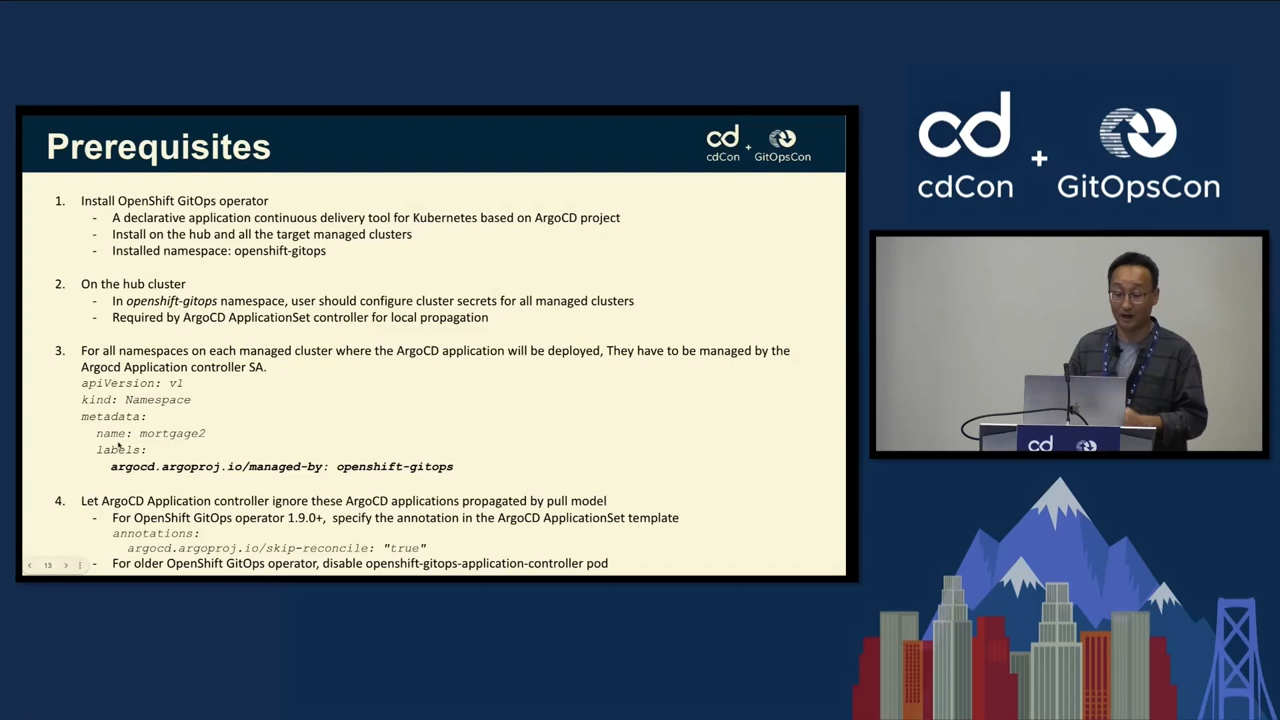 Prerequisites
cd
cdCon
+
GitOpsCon
1. Install OpenShift GitOps operator
- A declarative application continuous delivery tool for Kubernetes based on ArgoCD project
- Install on the hub and all the target managed clusters
- Installed namespace: openshift-gitops
2. On the hub cluster
- In openshift-gitops namespace, user should configure cluster secrets for all managed clusters
- Required by ArgoCD ApplicationSet controller for local propagation
3. For all namespaces on each managed cluster where the ArgoCD application will be deployed, They have to be managed by the
Argocd Application controller SA.
apiVersion: v1
kind: Namespace
metadata:
name: mortgage2
labels:
argocd.argoproj.io/managed-by: openshift-gitops
4. Let ArgoCD Application controller ignore these ArgoCD applications propagated by pull model
- For OpenShift GitOps operator 1.9.0+, specify the annotation in the ArgoCD ApplicationSet template
annotations:
argocd.argoproj.io/skip-reconcile: "true"
- For older OpenShift GitOps operator, disable openshift-gitops-application-controller pod
13
cd
cdCon
+
GitOpsCon
cd